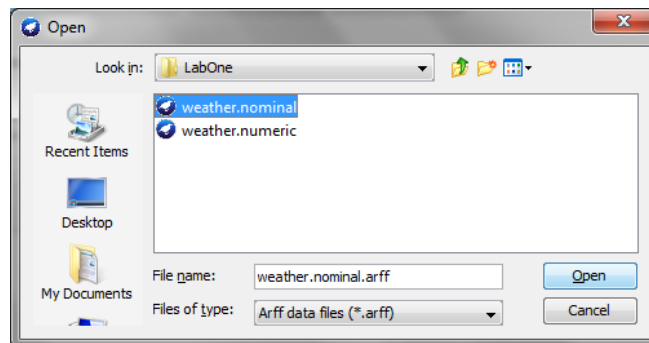 Open
Look in: LabOne
weather.nominal
weather.numeric
Recent Items
Desktop
My Documents
File name: weather.nominal.arff Open
Files of type: Arff data files (*.arff) Cancel